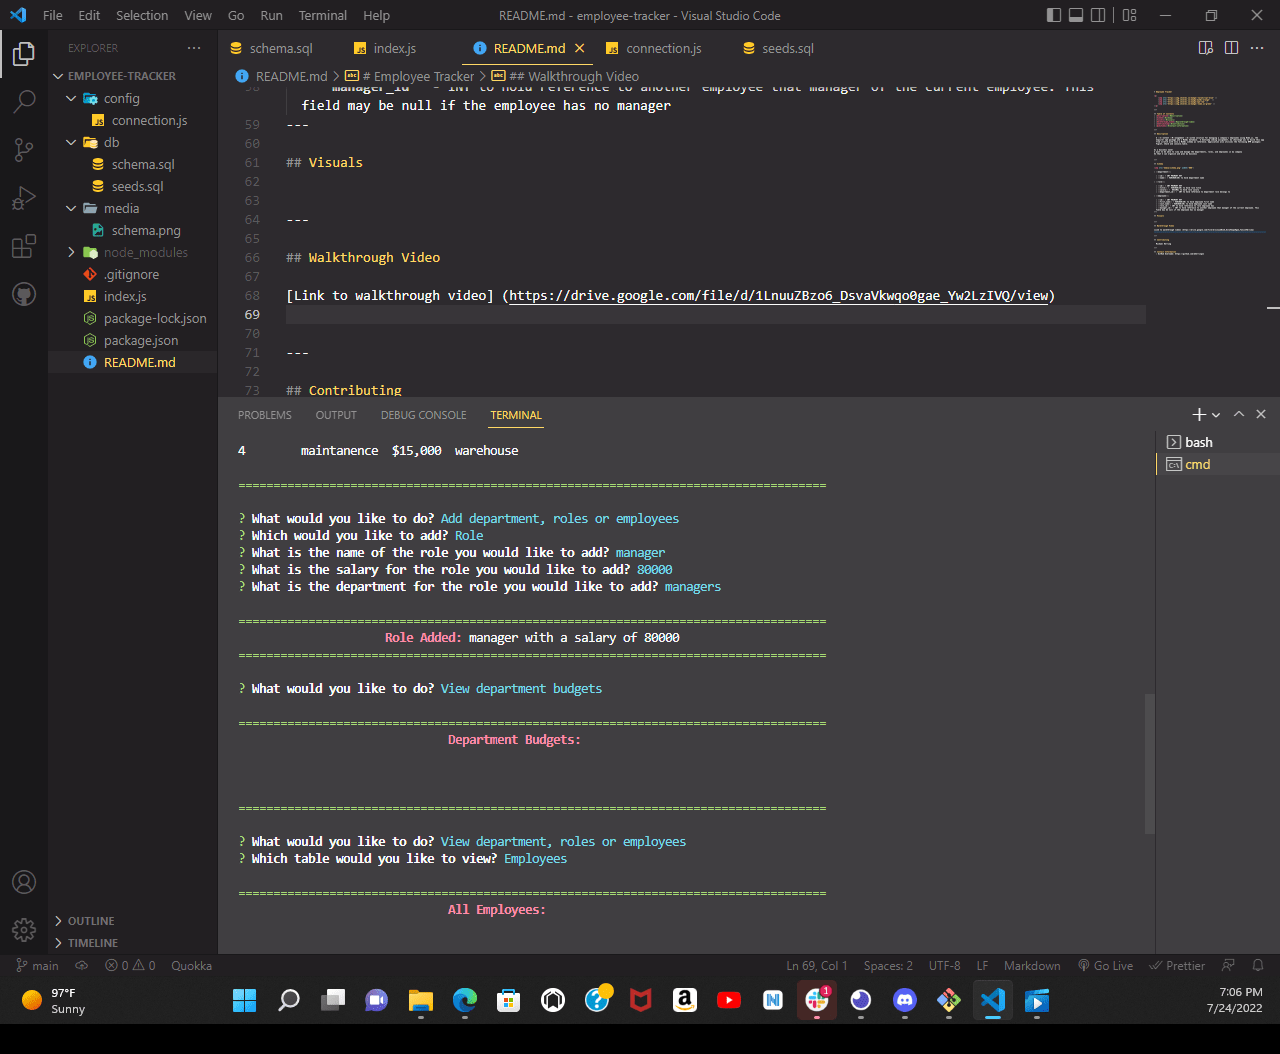 File Edit Selection View Go Run Terminal Help
README.md - employee-tracker - Visual Studio Code
EXPLORER
EMPLOYEE-TRACKER
config
connection.js
db
schema.sql
seeds.sql
media
schema.png
node_modules
.gitignore
index.js
package-lock.json
package.json
README.md
OUTLINE
TIMELINE
schema.sql index.js README.md connection.js seeds.sql
README.md > # Employee Tracker > ## Walkthrough Video
manager_id - INT to hold reference to another employee that manager of the current employee. This
field may be null if the employee has no manager
59 ---
60
61 ## Visuals
62
63
64 ---
65
66 ## Walkthrough Video
67
68 [Link to walkthrough video] (https://drive.google.com/file/d/1LnuuZBzo6_DsvaVkwqo0gae_Yw2LzIVQ/view)
69
70
71 ---
72
73 ## Contributing
PROBLEMS OUTPUT DEBUG CONSOLE TERMINAL
bash
cmd
4 maintanence $15,000 warehouse
====================================================================================
? What would you like to do? Add department, roles or employees
? Which would you like to add? Role
? What is the name of the role you would like to add? manager
? What is the salary for the role you would like to add? 80000
? What is the department for the role you would like to add? managers
====================================================================================
Role Added: manager with a salary of 80000
====================================================================================
? What would you like to do? View department budgets
====================================================================================
Department Budgets:
====================================================================================
? What would you like to do? View department, roles or employees
? Which table would you like to view? Employees
====================================================================================
All Employees:
main 0 0 Quokka
Ln 69, Col 1 Spaces: 2 UTF-8 LF Markdown Go Live Prettier
97°F
Sunny
1
7:06 PM
7/24/2022